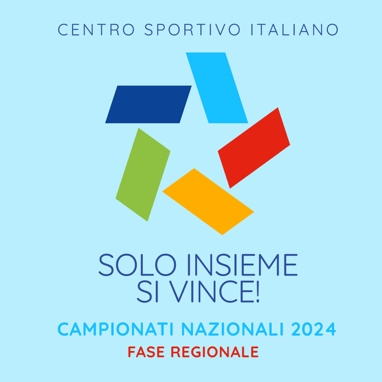 CENTRO SPORTIVO ITALIANO
SOLO INSIEME
SI VINCE!
CAMPIONATI NAZIONALI 2024
FASE REGIONALE